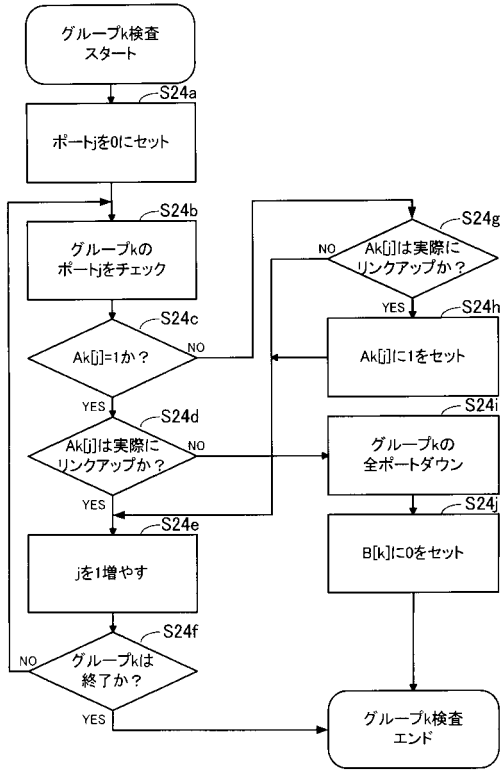 グループk検査
スタート
S24a
ポートjを0にセット
S24b
グループkの
ポートjをチェック
S24c
Ak[j]=1か?
NO
YES
S24d
Ak[j]は実際に
リンクアップか?
NO
YES
S24e
jを1増やす
S24f
グループkは
終了か?
NO
YES
S24g
Ak[j]は実際に
リンクアップか?
NO
YES
S24h
Ak[j]に1をセット
S24i
グループkの
全ポートダウン
S24j
B[k]に0をセット
グループk検査
エンド